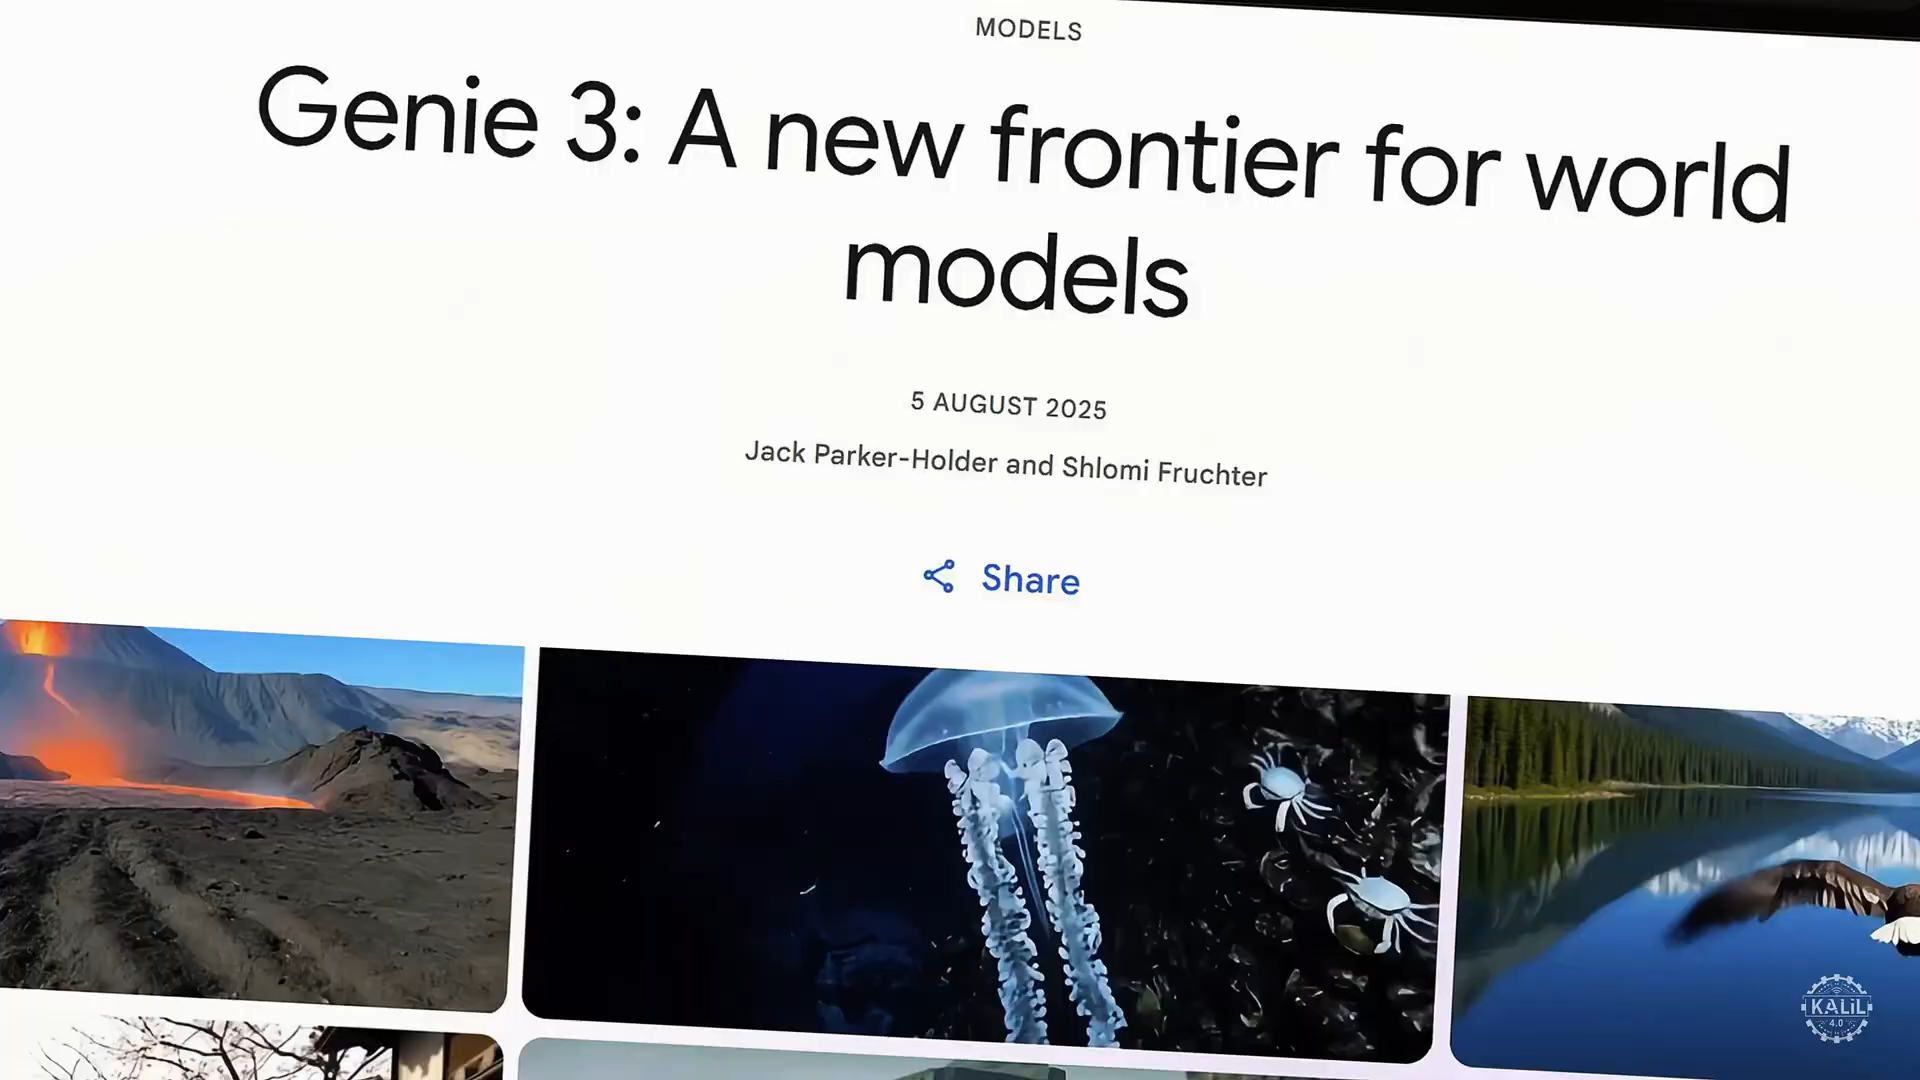 MODELS
Genie 3: A new frontier for world
models
5 AUGUST 2025
Jack Parker-Holder and Shlomi Fruchter
Share
KALiL
4.0